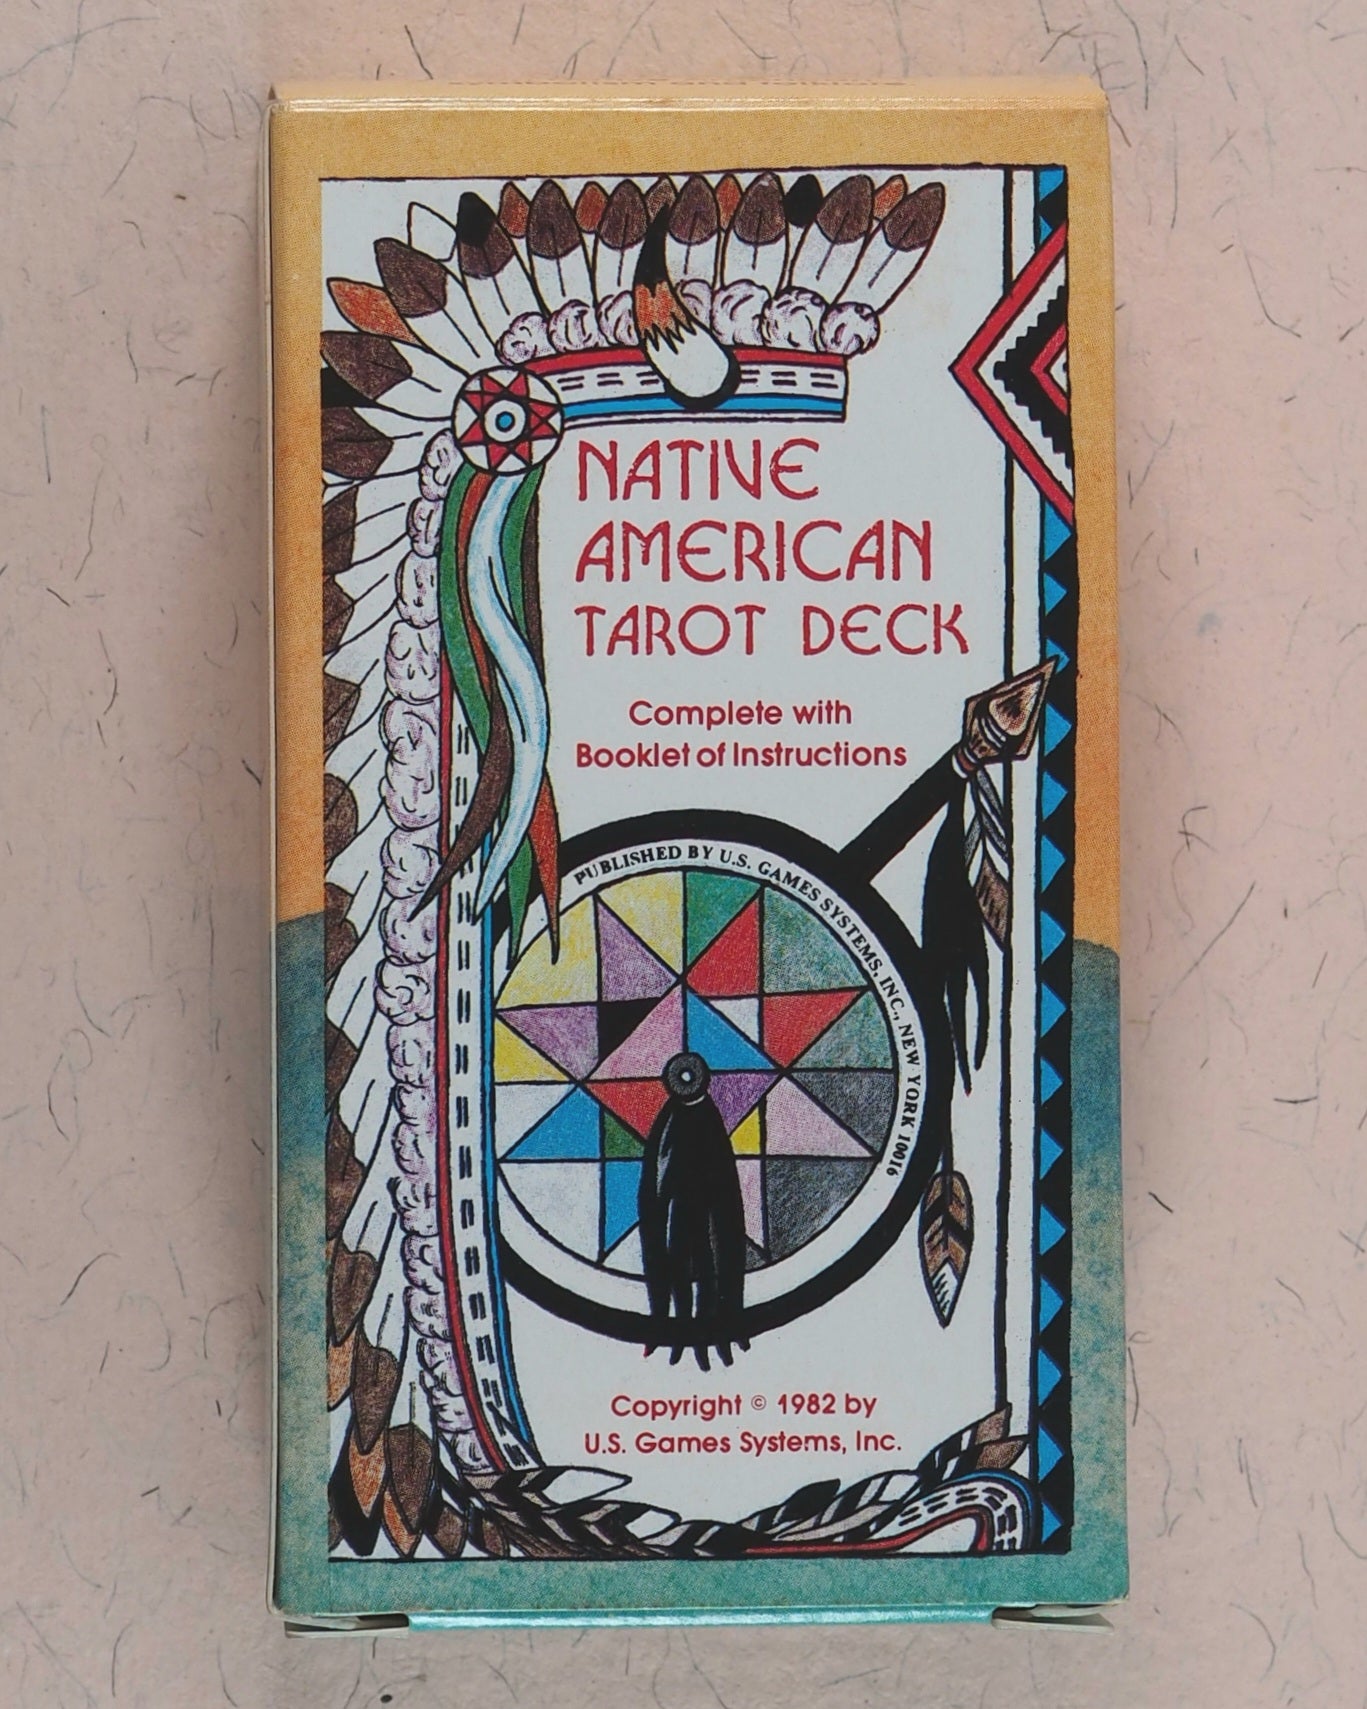 NATIVE
AMERICAN
TAROT DECK
Complete with
Booklet of Instructions
PUBLISHED BY U.S. GAMES SYSTEMS, INC., NEW YORK 10016
Copyright © 1982 by
U.S. Games Systems, Inc.